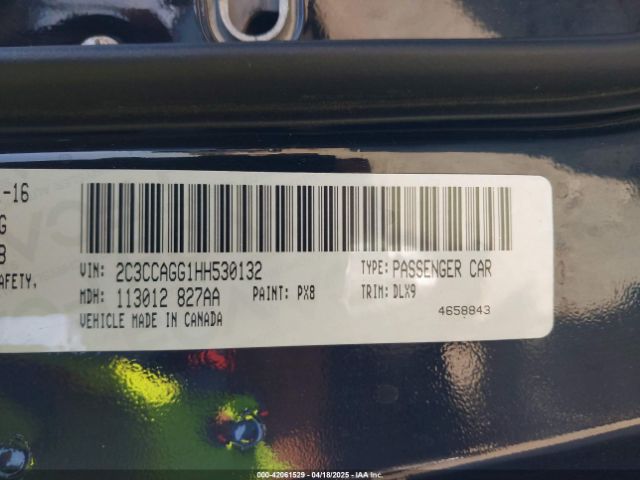 -16
G
8
AFETY,
VIN: 2C3CCAGG1HH530132 TYPE: PASSENGER CAR
MDH: 113012 827AA PAINT: PX8 TRIM: DLX9
VEHICLE MADE IN CANADA 4658843
000-42061529 - 04/18/2025 - IAA Inc.